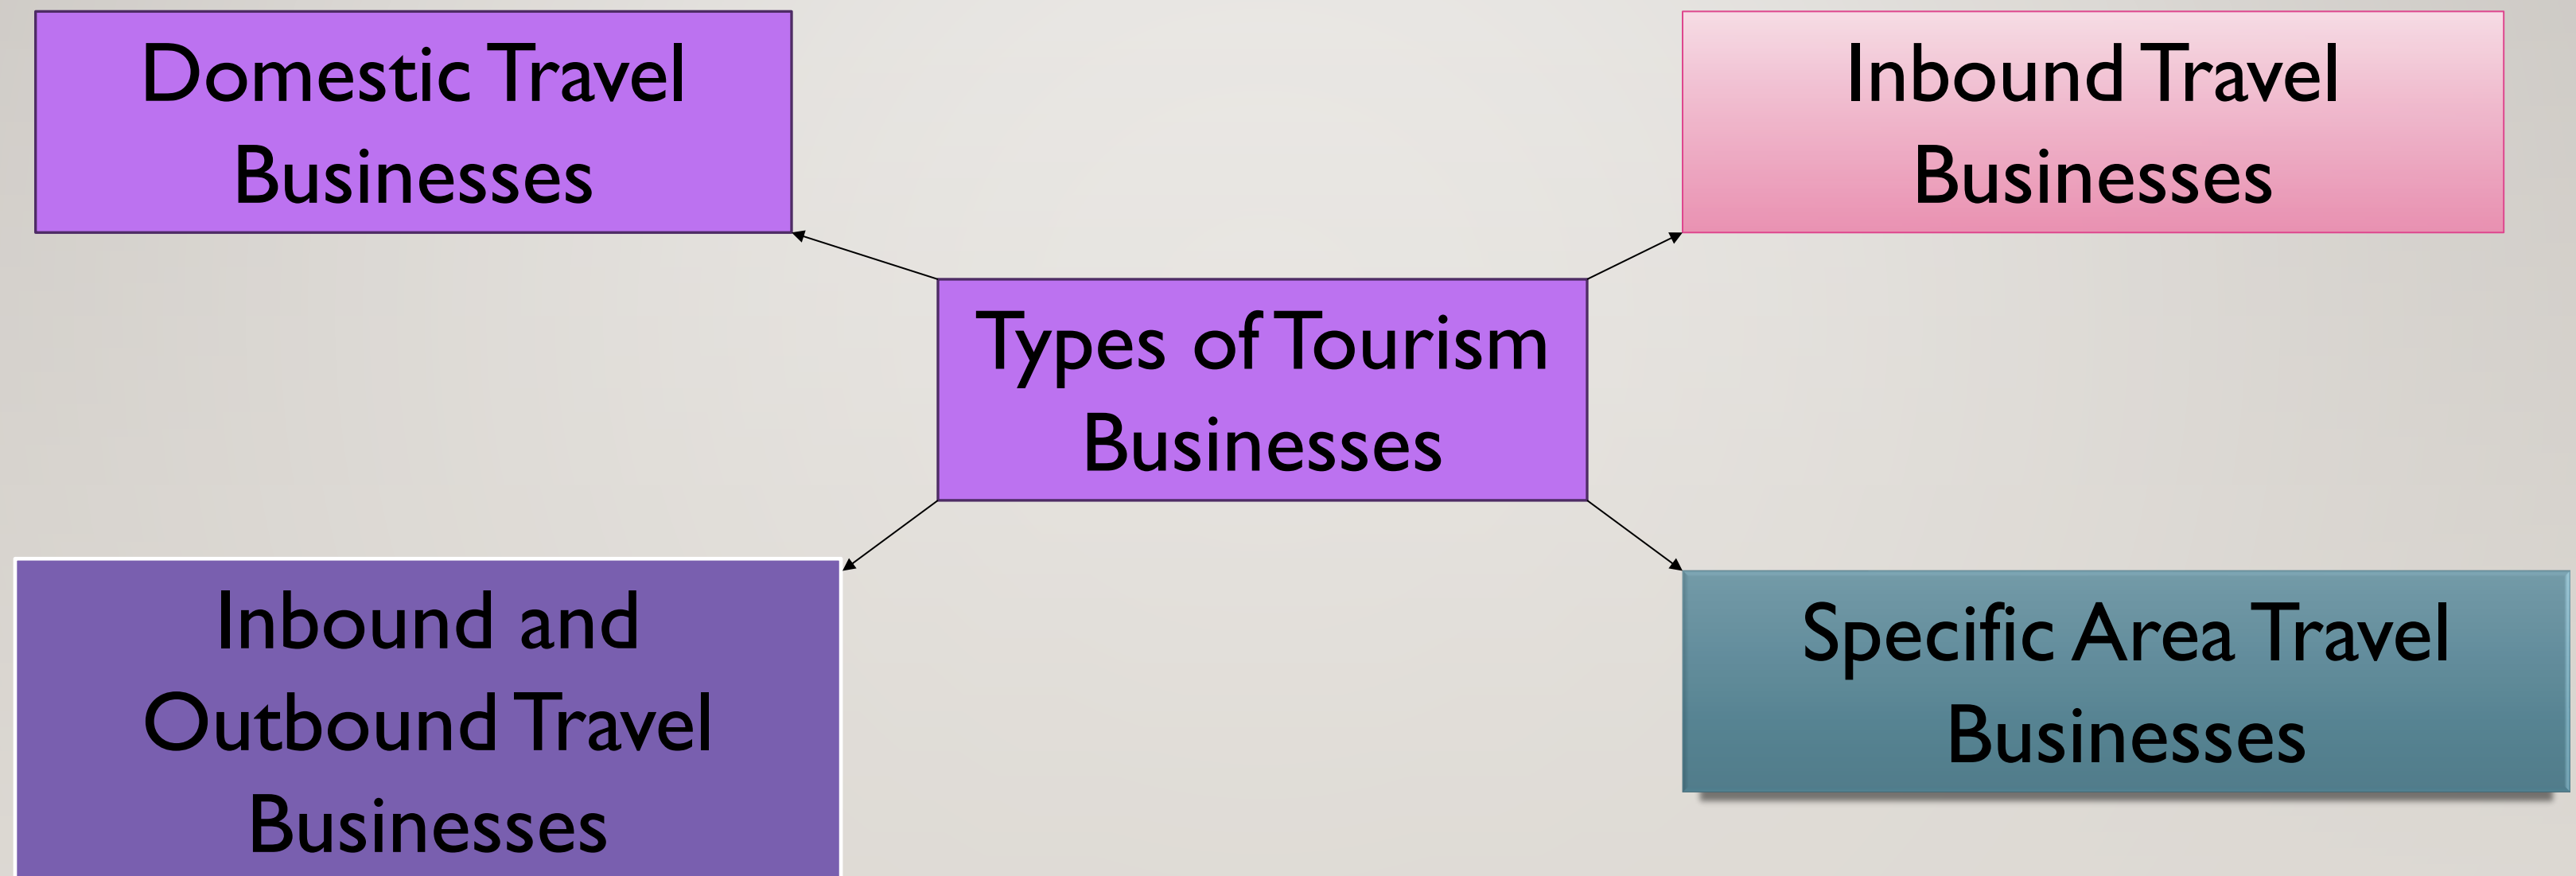 Domestic Travel
Businesses
Inbound Travel
Businesses
Types of Tourism
Businesses
Inbound and
Outbound Travel
Businesses
Specific Area Travel
Businesses